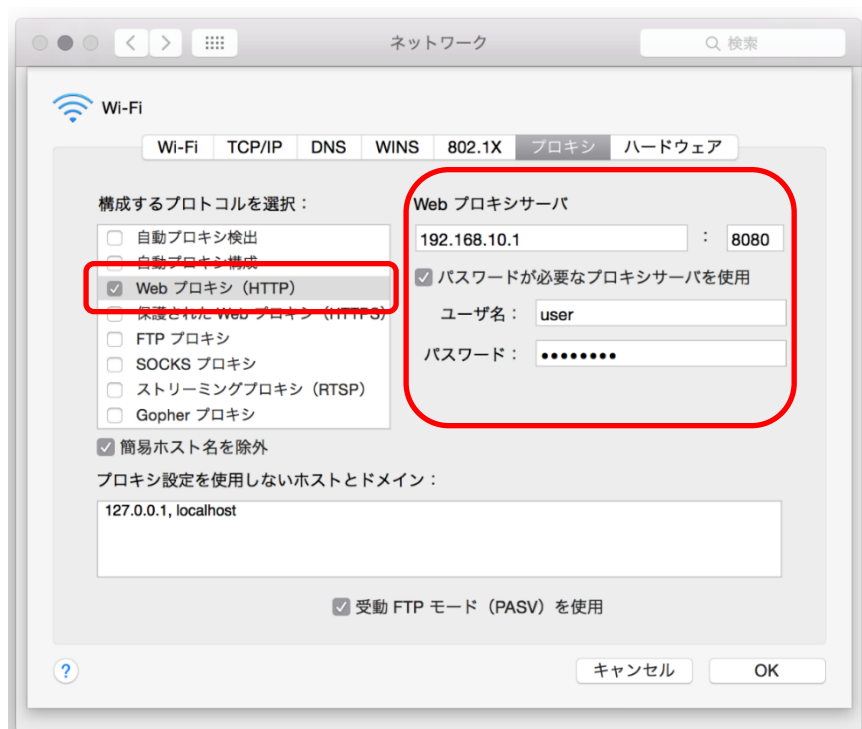 ネットワーク
検索
Wi-Fi
Wi-Fi TCP/IP DNS WINS 802.1X プロキシ ハードウェア
構成するプロトコルを選択：
自動プロキシ検出
自動プロキシ構成
Web プロキシ（HTTP）
保護された Web プロキシ（HTTPS）
FTP プロキシ
SOCKS プロキシ
ストリーミングプロキシ（RTSP）
Gopher プロキシ
Web プロキシサーバ
192.168.10.1 : 8080
パスワードが必要なプロキシサーバを使用
ユーザ名： user
パスワード： ••••••••
簡易ホスト名を除外
プロキシ設定を使用しないホストとドメイン：
127.0.0.1, localhost
受動 FTP モード（PASV）を使用
? キャンセル OK